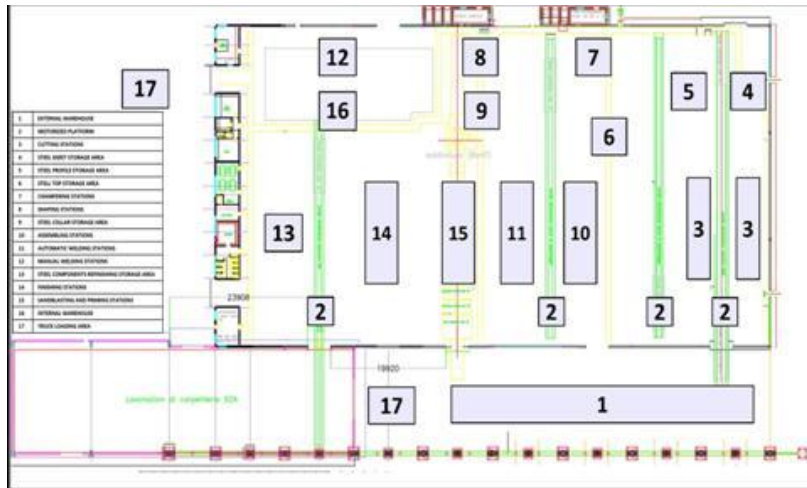 12
8
7
17
5
4
16
9
6
1 EXTERNAL WAREHOUSE
2 MOTORIZED PLATFORM
3 CUTTING STATIONS
4 STEEL SHEET STORAGE AREA
5 STEEL PROFILE STORAGE AREA
6 STILL TOP STORAGE AREA
7 CHAMFERING STATIONS
8 SHAPING STATIONS
9 STEEL COLLAR STORAGE AREA
10 ASSEMBLING STATIONS
11 AUTOMATIC WELDING STATIONS
12 MANUAL WELDING STATIONS
13 STEEL COMPONENTS REFINISHING STORAGE AREA
14 FINISHING STATIONS
15 SANDBLASTING AND PRIMING STATIONS
16 INTERNAL WAREHOUSE
17 TRUCK LOADING AREA
13
14
15
11
10
3
3
23908
2
2
2
2
19920
17
1